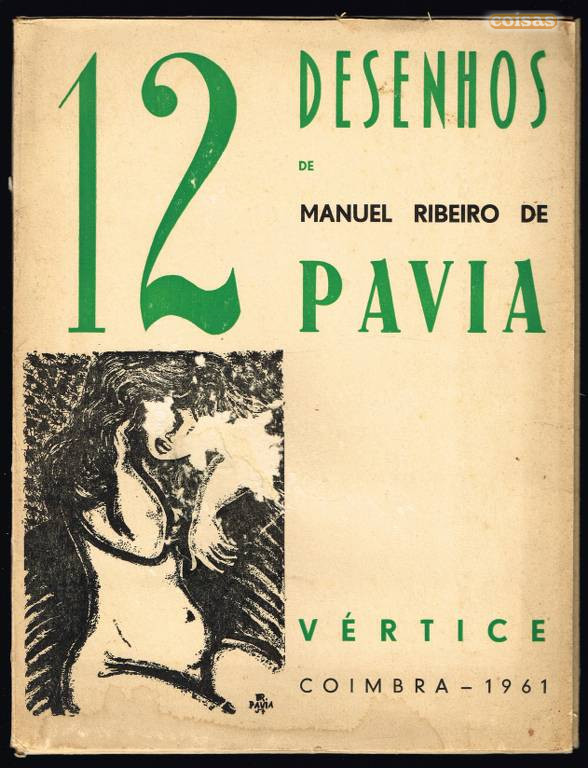 coisas
12
DESENHOS
DE
MANUEL RIBEIRO DE
PAVIA
VÉRTICE
COIMBRA – 1961
R.
PAVIA